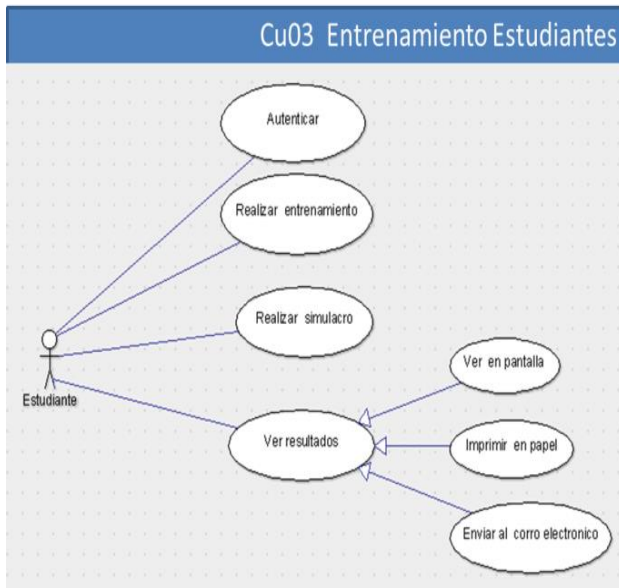 Cu03 Entrenamiento Estudiantes
Autenticar
Realizar entrenamiento
Realizar simulacro
Ver en pantalla
Estudiante
Ver resultados
Imprimir en papel
Enviar al corro electronico